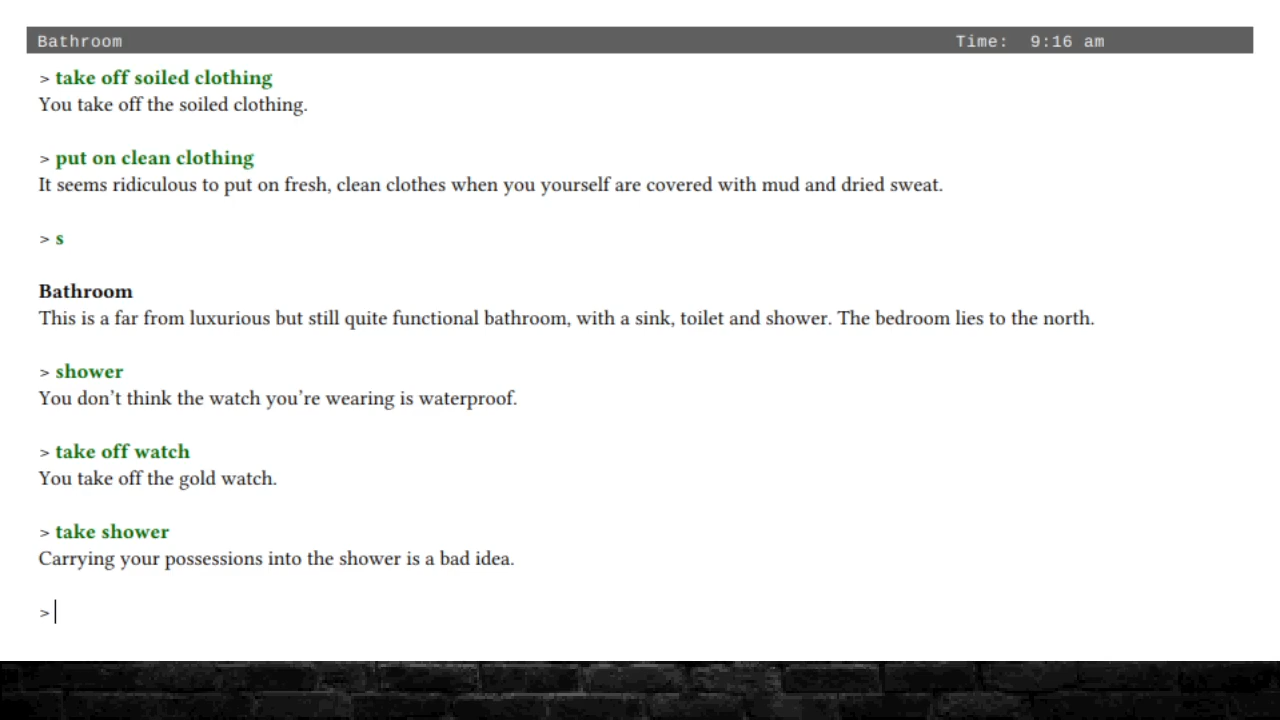 Bathroom Time: 9:16 am
> take off soiled clothing
You take off the soiled clothing.
> put on clean clothing
It seems ridiculous to put on fresh, clean clothes when you yourself are covered with mud and dried sweat.
> s
Bathroom
This is a far from luxurious but still quite functional bathroom, with a sink, toilet and shower. The bedroom lies to the north.
> shower
You don’t think the watch you’re wearing is waterproof.
> take off watch
You take off the gold watch.
> take shower
Carrying your possessions into the shower is a bad idea.
>